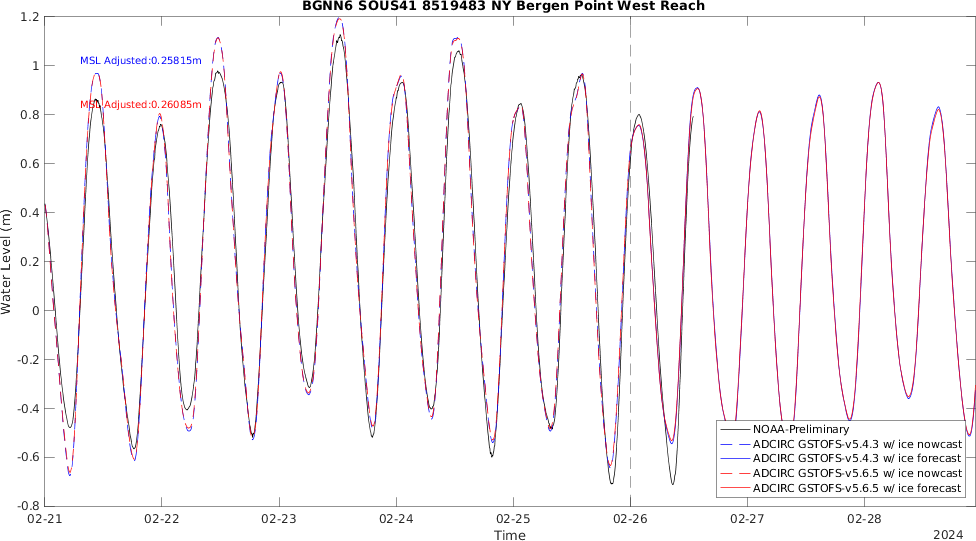 BGNN6 SOUS41 8519483 NY Bergen Point West Reach
1.2
1
0.8
0.6
0.4
0.2
0
-0.2
-0.4
-0.6
-0.8
Water Level (m)
MSL Adjusted:0.25815m
MSL Adjusted:0.26085m
NOAA-Preliminary
ADCIRC GSTOFS-v5.4.3 w/ ice nowcast
ADCIRC GSTOFS-v5.4.3 w/ ice forecast
ADCIRC GSTOFS-v5.6.5 w/ ice nowcast
ADCIRC GSTOFS-v5.6.5 w/ ice forecast
02-21 02-22 02-23 02-24 02-25 02-26 02-27 02-28
Time
2024